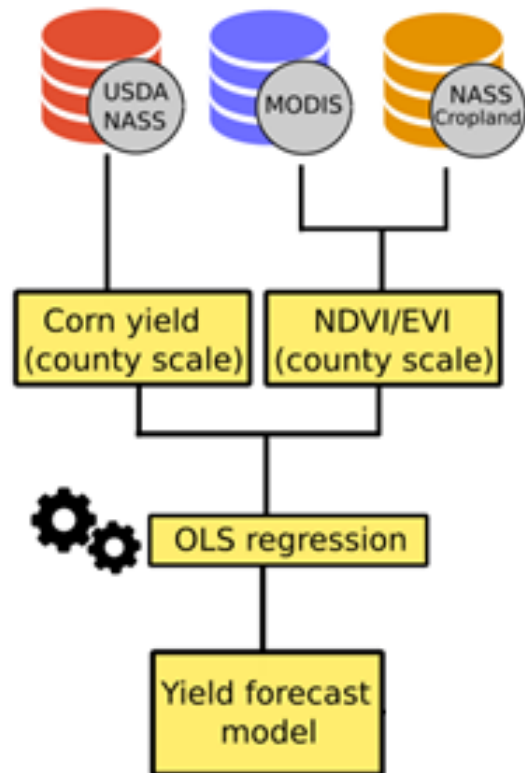 USDA
NASS
MODIS
NASS
Cropland
Corn yield
(county scale)
NDVI/EVI
(county scale)
OLS regression
Yield forecast
model